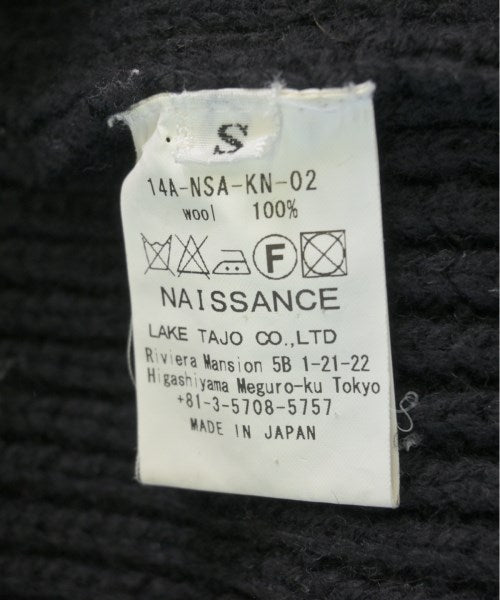 S
14A-NSA-KN-02
wool 100%
F
NAISSANCE
LAKE TAJO CO.,LTD
Riviera Mansion 5B 1-21-22
Higashiyama Meguro-ku Tokyo
+81-3-5708-5757
MADE IN JAPAN